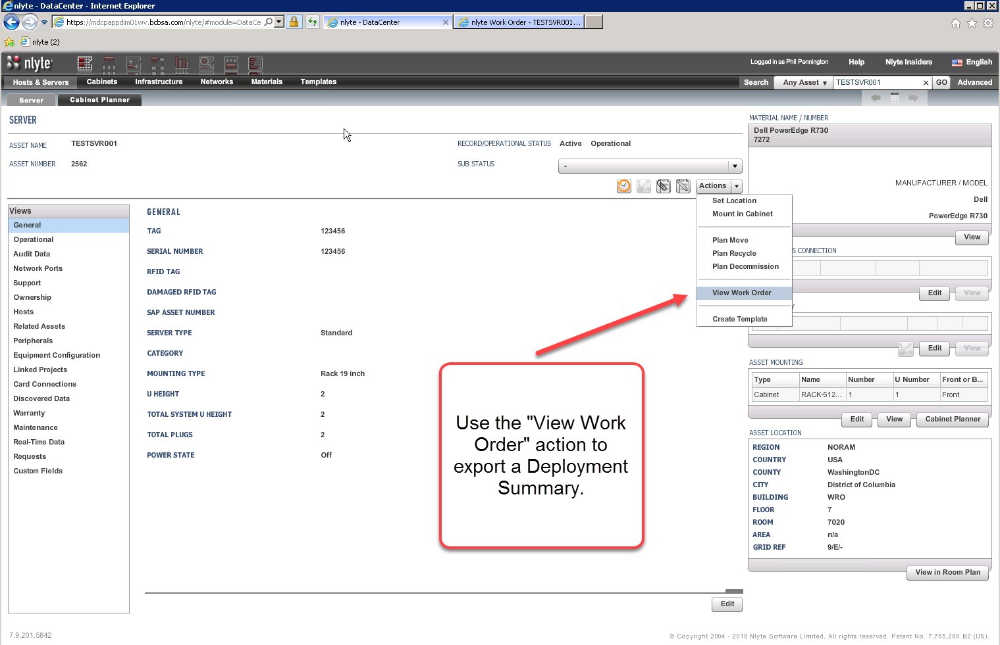 nlyte - DataCenter - Internet Explorer
https://mdcpappdim01wv.bcbsa.com/nlyte/#module=DataCe
nlyte - DataCenter
nlyte Work Order - TESTSVR001...
nlyte (2)
nlyte
Logged in as Phil Pennington
Help
Nlyte Insiders
English
Hosts & Servers
Cabinets
Infrastructure
Networks
Materials
Templates
Search
Any Asset
TESTSVR001
GO
Advanced
Server
Cabinet Planner
SERVER
ASSET NAME TESTSVR001
ASSET NUMBER 2562
RECORD/OPERATIONAL STATUS Active Operational
SUB STATUS -
Actions
Set Location
Mount in Cabinet
Plan Move
Plan Recycle
Plan Decommission
View Work Order
Create Template
Views
General
Operational
Audit Data
Network Ports
Support
Ownership
Hosts
Related Assets
Peripherals
Equipment Configuration
Linked Projects
Card Connections
Discovered Data
Warranty
Maintenance
Real-Time Data
Requests
Custom Fields
GENERAL
TAG 123456
SERIAL NUMBER 123456
RFID TAG
DAMAGED RFID TAG
SAP ASSET NUMBER
SERVER TYPE Standard
CATEGORY
MOUNTING TYPE Rack 19 inch
U HEIGHT 2
TOTAL SYSTEM U HEIGHT 2
TOTAL PLUGS 2
POWER STATE Off
Use the "View Work
Order" action to
export a Deployment
Summary.
Edit
MATERIAL NAME / NUMBER
Dell PowerEdge R730
7272
MANUFACTURER / MODEL
Dell
PowerEdge R730
View
S CONNECTION
Edit View
Y
Edit View
ASSET MOUNTING
Type Name Number U Number Front or B...
Cabinet RACK-512... 1 1 Front
Edit View Cabinet Planner
ASSET LOCATION
REGION NORAM
COUNTRY USA
COUNTY WashingtonDC
CITY District of Columbia
BUILDING WRO
FLOOR 7
ROOM 7020
AREA n/a
GRID REF 9/E/-
View in Room Plan
7.9.201.5842
© Copyright 2004 - 2016 Nlyte Software Limited. All rights reserved. Patent No. 7,765,286 B2 (US).